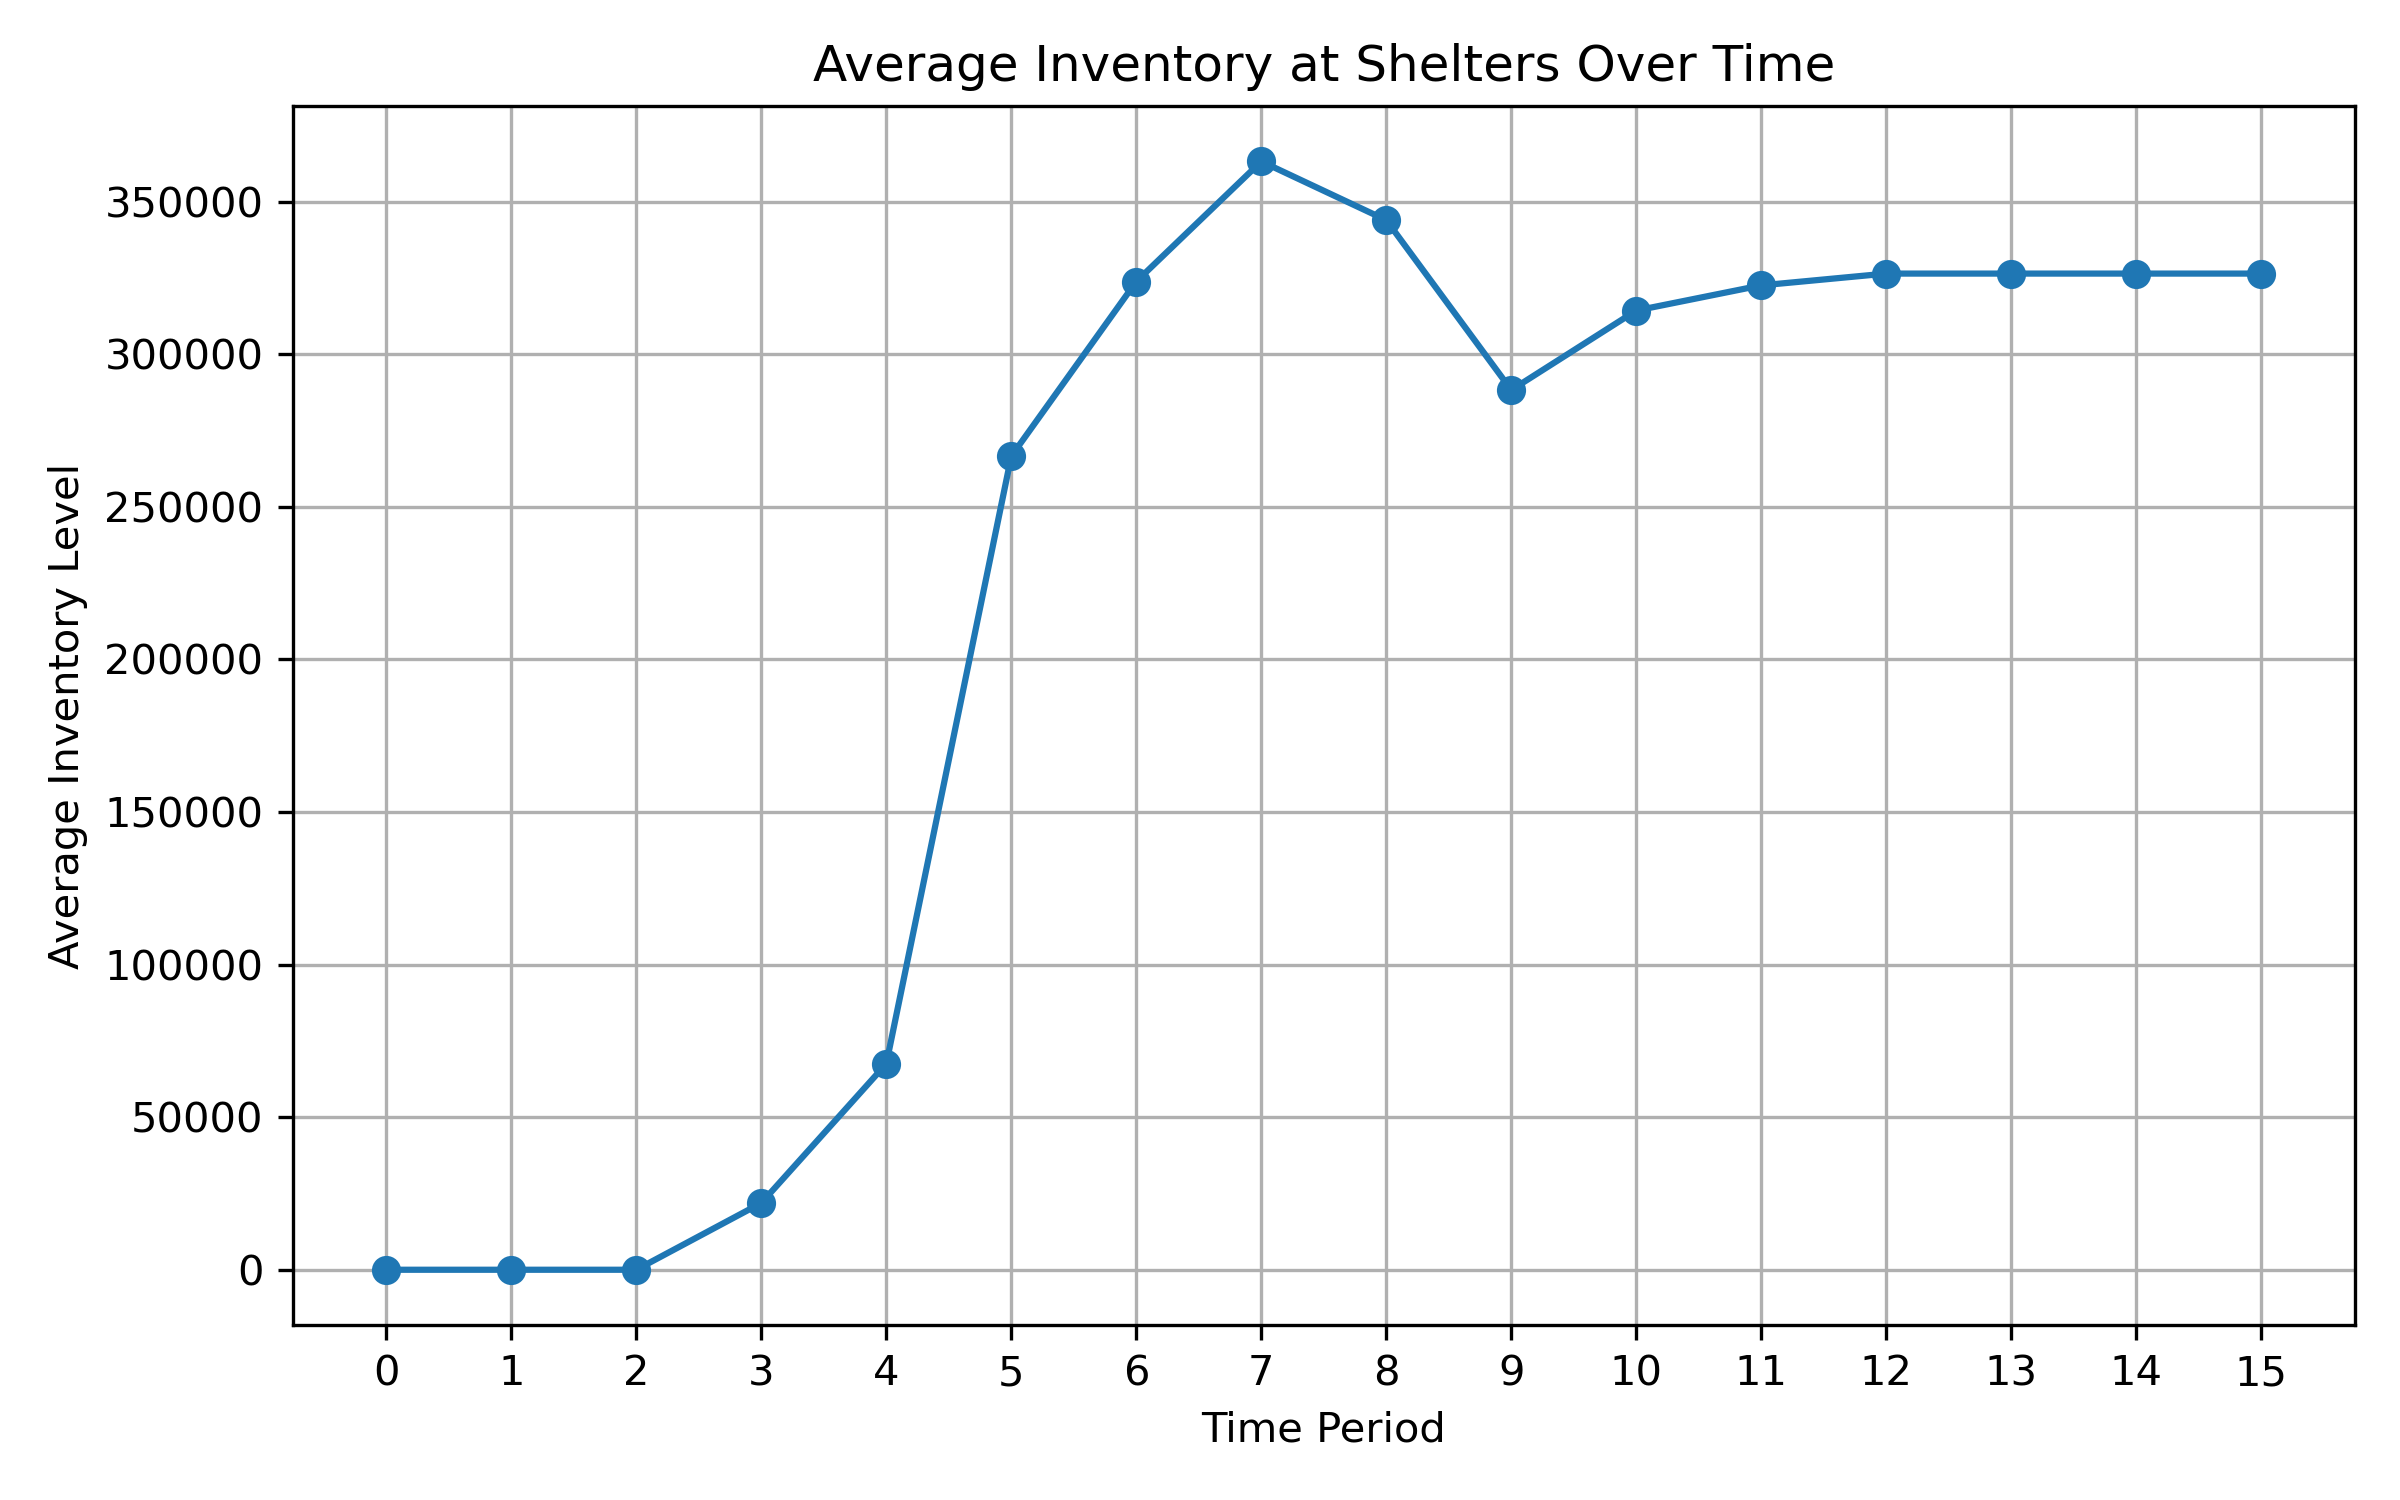 Average Inventory at Shelters Over Time
Average Inventory Level
350000
300000
250000
200000
150000
100000
50000
0
0 1 2 3 4 5 6 7 8 9 10 11 12 13 14 15
Time Period